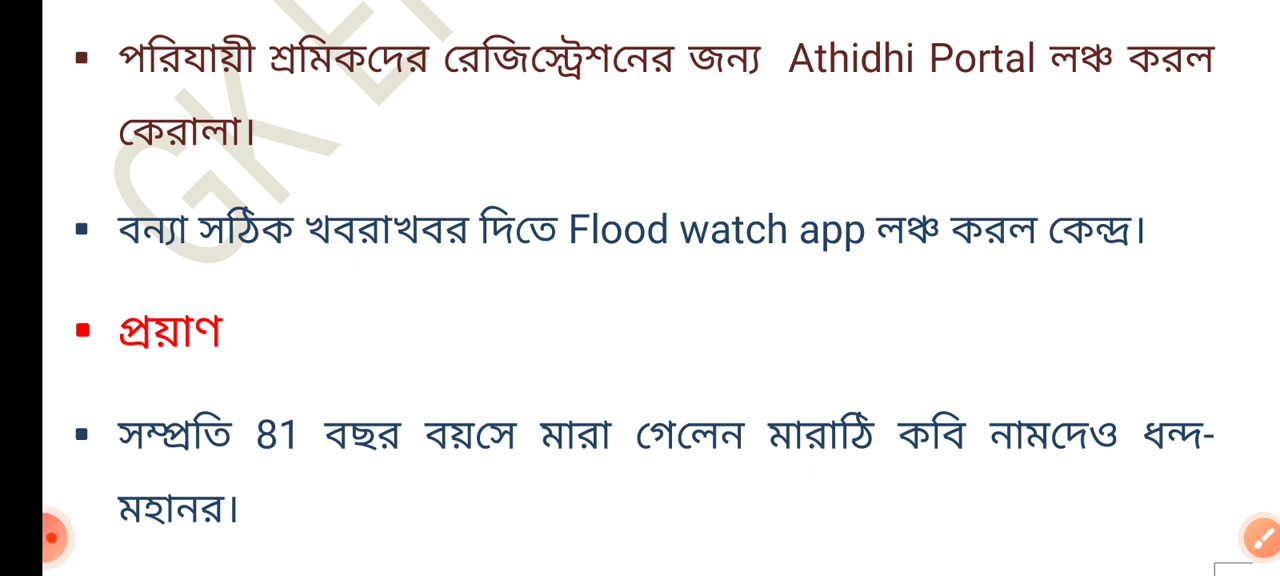 পরিযায়ী শ্রমিকদের রেজিস্ট্রেশনের জন্য Athidhi Portal লঞ্চ করল
কেরালা।
বন্যা সঠিক খবরাখবর দিতে Flood watch app লঞ্চ করল কেন্দ্র।
প্রয়াণ
সম্প্রতি 81 বছর বয়সে মারা গেলেন মারাঠি কবি নামদেও ধন্দ-
মহানর।